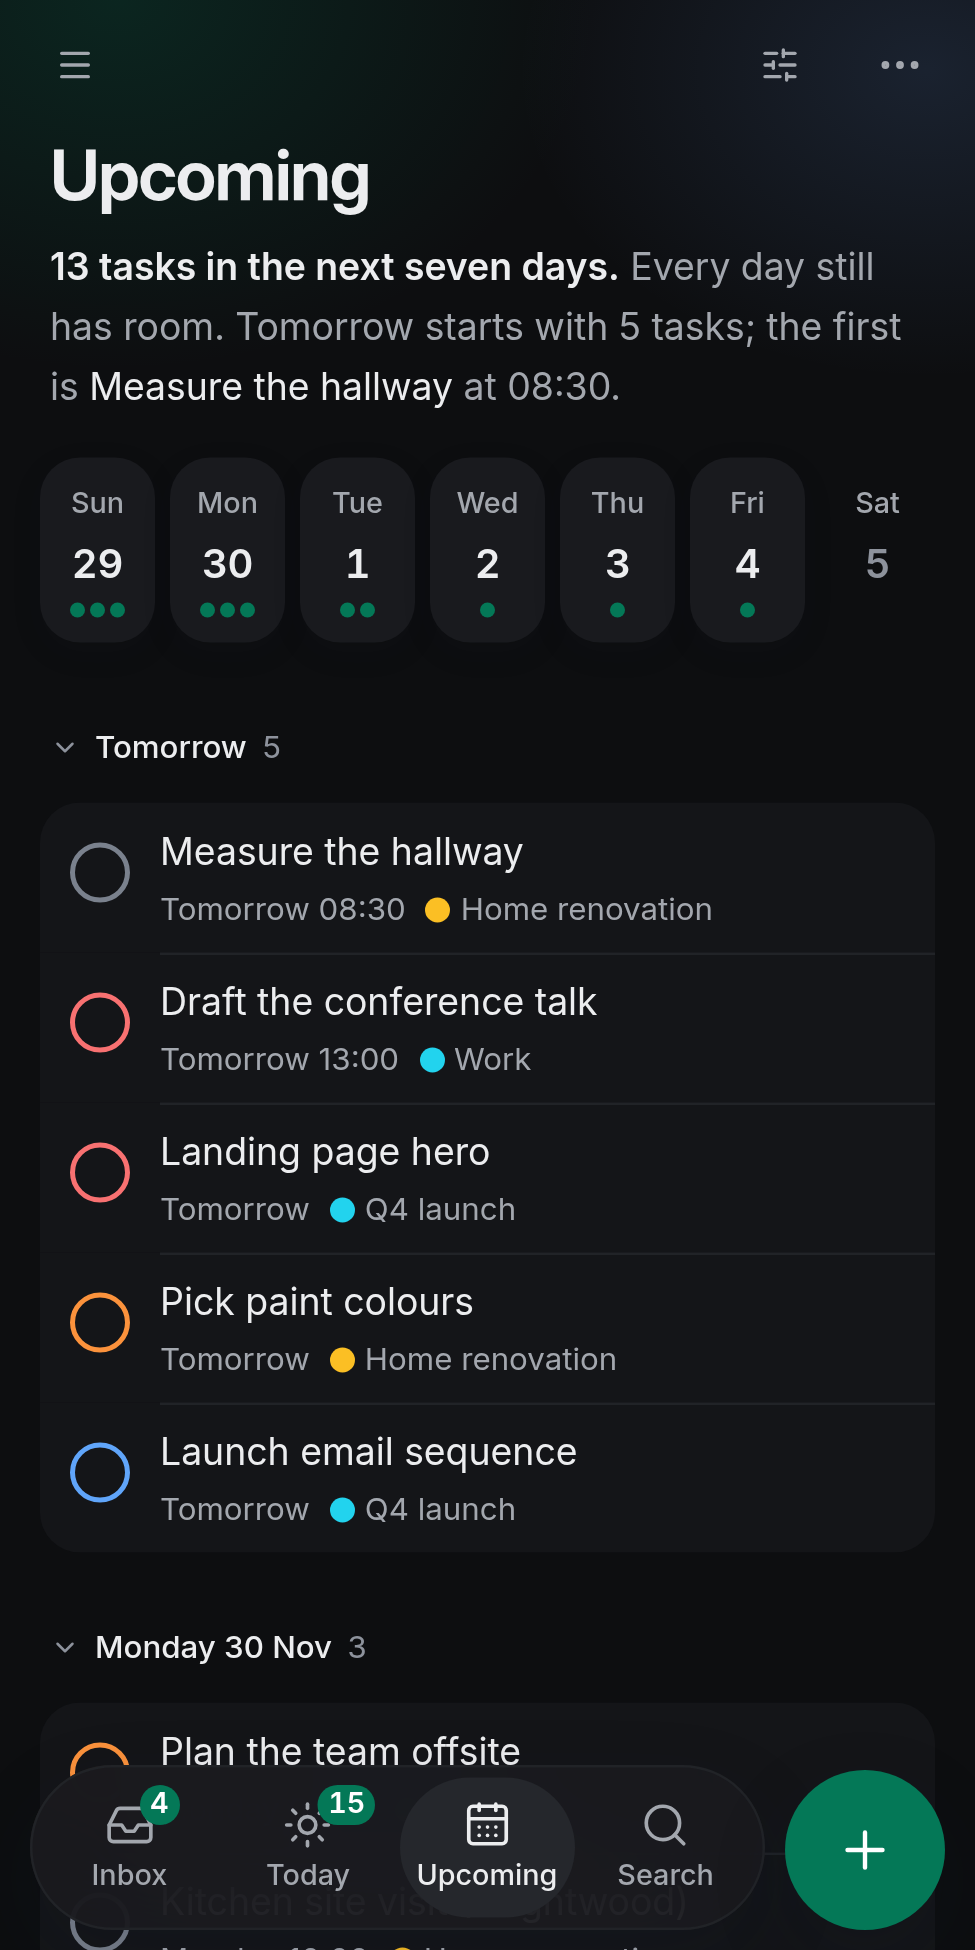 Upcoming
13 tasks in the next seven days. Every day still
has room. Tomorrow starts with 5 tasks; the first
is Measure the hallway at 08:30.
Sun Mon Tue Wed Thu Fri Sat
29 30 1 2 3 4 5
Tomorrow 5
Measure the hallway
Tomorrow 08:30 Home renovation
Draft the conference talk
Tomorrow 13:00 Work
Landing page hero
Tomorrow Q4 launch
Pick paint colours
Tomorrow Home renovation
Launch email sequence
Tomorrow Q4 launch
Monday 30 Nov 3
Plan the team offsite
4 15
Inbox Today Upcoming Search
Kitchen site